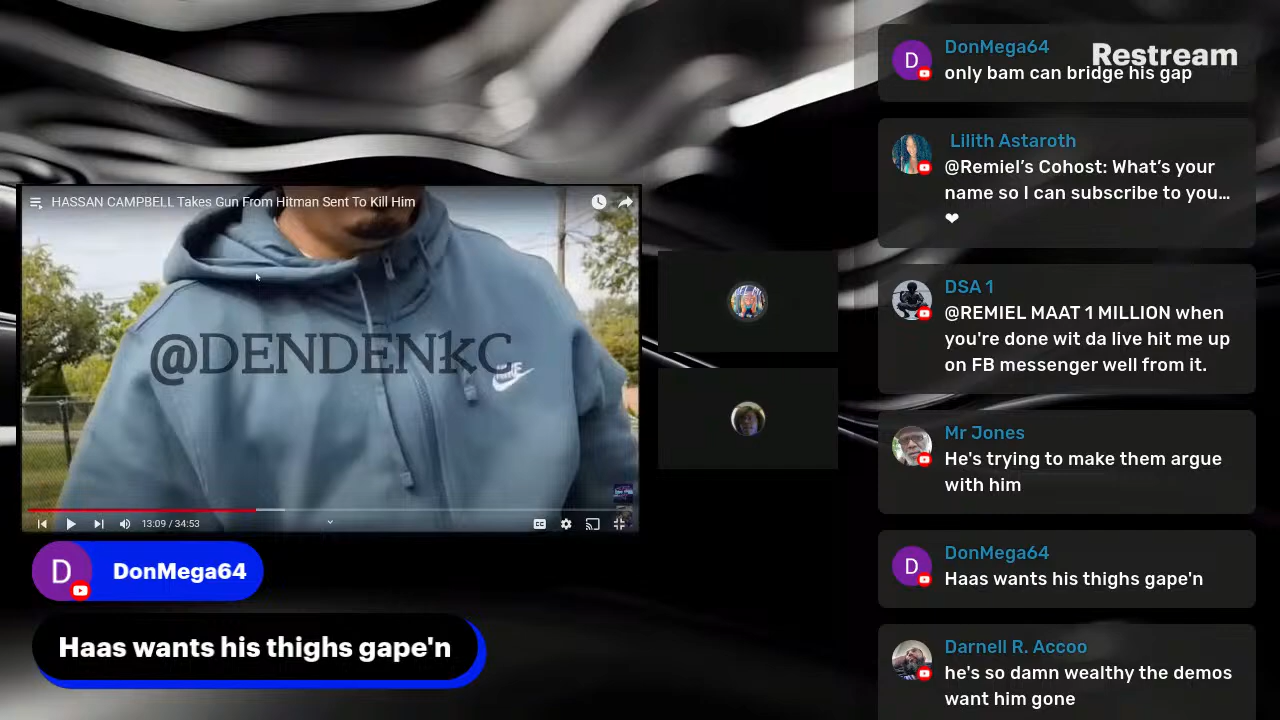 HASSAN CAMPBELL Takes Gun From Hitman Sent To Kill Him
@DENDENkC
NIKE
13:09 / 34:53
CC
D
DonMega64
Haas wants his thighs gape'n
Restream
D
DonMega64
only bam can bridge his gap
Lilith Astaroth
@Remiel’s Cohost: What’s your
name so I can subscribe to you…
❤
DSA 1
@REMIEL MAAT 1 MILLION when
you're done wit da live hit me up
on FB messenger well from it.
Mr Jones
He's trying to make them argue
with him
D
DonMega64
Haas wants his thighs gape'n
Darnell R. Accoo
he's so damn wealthy the demos
want him gone